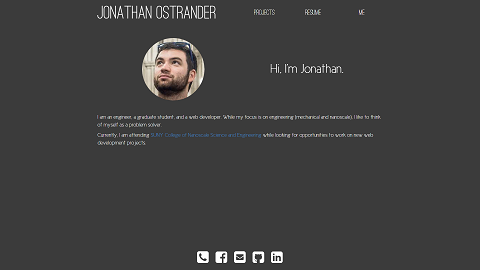 JONATHAN OSTRANDER
PROJECTS RESUME ME
Hi, I'm Jonathan.
I am an engineer, a graduate student, and a web developer. While my focus is on engineering (mechanical and nanoscale), I like to think
of myself as a problem solver.
Currently, I am attending SUNY College of Nanoscale Science and Engineering while looking for opportunities to work on new web
development projects.